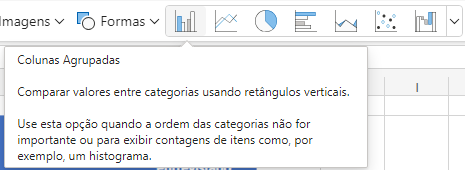 Imagens Formas
Colunas Agrupadas
Comparar valores entre categorias usando retângulos verticais.
Use esta opção quando a ordem das categorias não for
importante ou para exibir contagens de itens como, por
exemplo, um histograma.
I